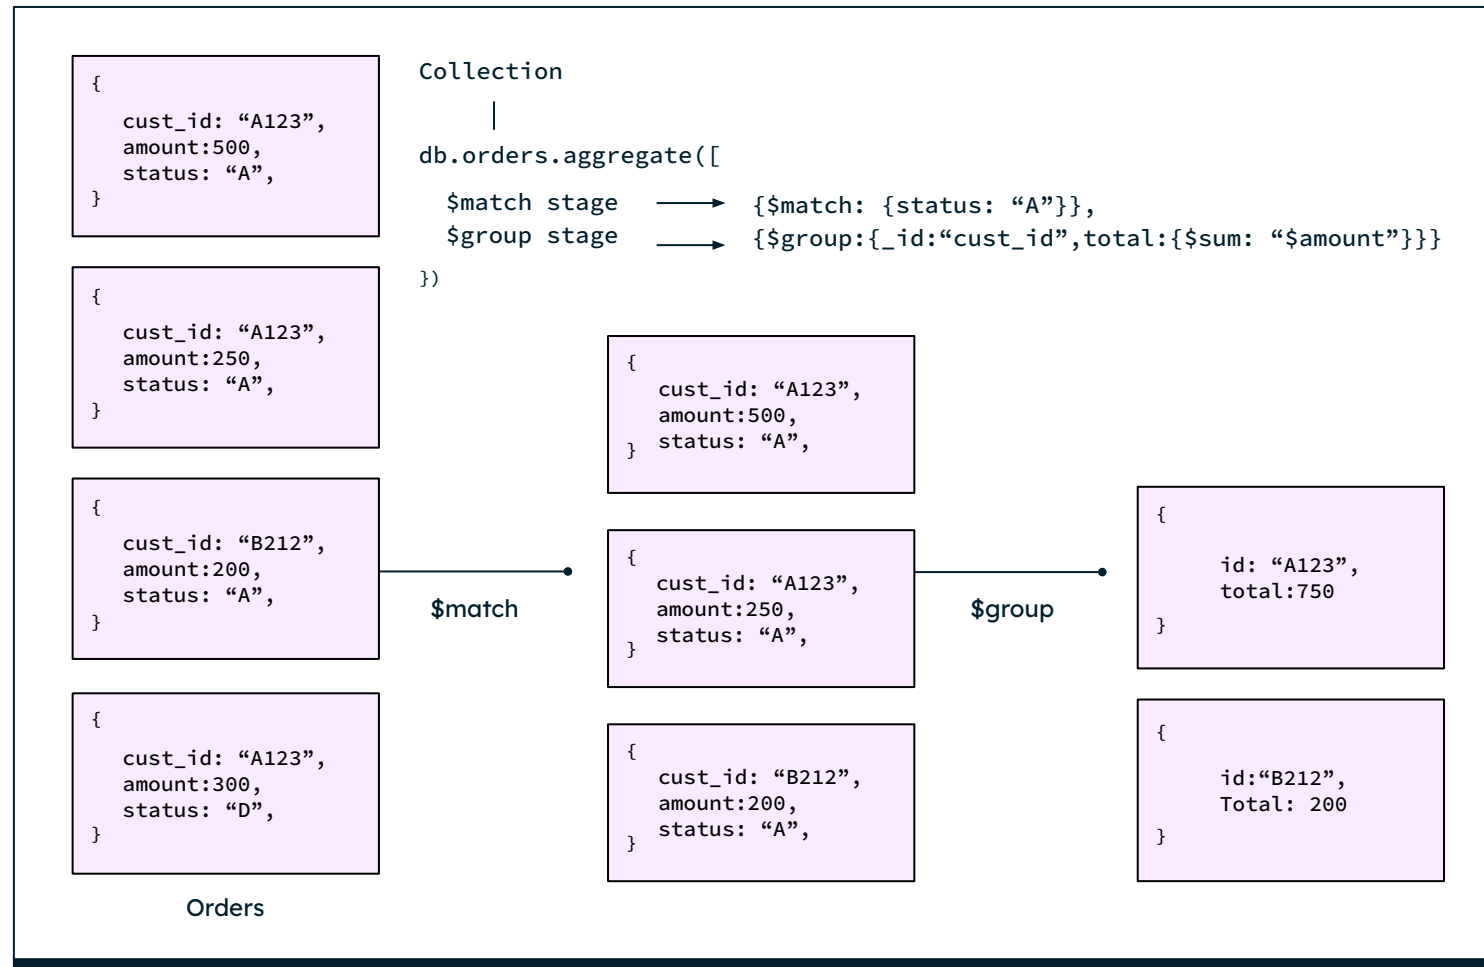 {
cust_id: “A123”,
amount:500,
status: “A”,
}
{
cust_id: “A123”,
amount:250,
status: “A”,
}
{
cust_id: “B212”,
amount:200,
status: “A”,
}
{
cust_id: “A123”,
amount:300,
status: “D”,
}
Orders
Collection
db.orders.aggregate([
$match stage {$match: {status: “A”}},
$group stage {$group:{_id:“cust_id”,total:{$sum: “$amount”}}}
})
$match
{
cust_id: “A123”,
amount:500,
status: “A”,
}
{
cust_id: “A123”,
amount:250,
status: “A”,
}
{
cust_id: “B212”,
amount:200,
status: “A”,
}
$group
{
id: “A123”,
total:750
}
{
id:“B212”,
Total: 200
}